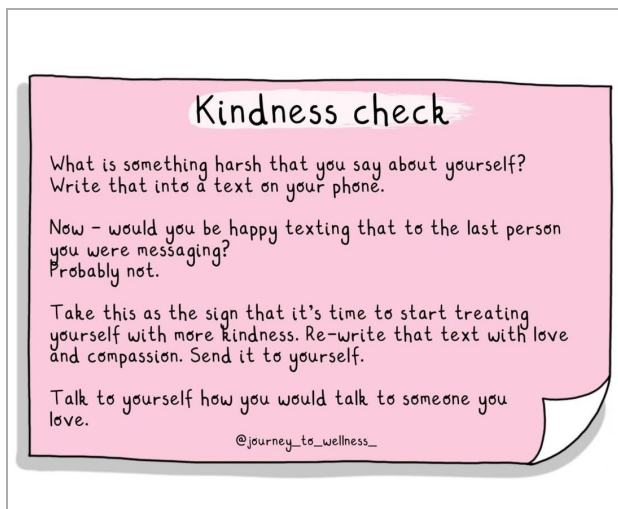 Kindness check
What is something harsh that you say about yourself?
Write that into a text on your phone.
Now - would you be happy texting that to the last person
you were messaging?
Probably not.
Take this as the sign that it's time to start treating
yourself with more kindness. Re-write that text with love
and compassion. Send it to yourself.
Talk to yourself how you would talk to someone you
love.
@journey_to_wellness_